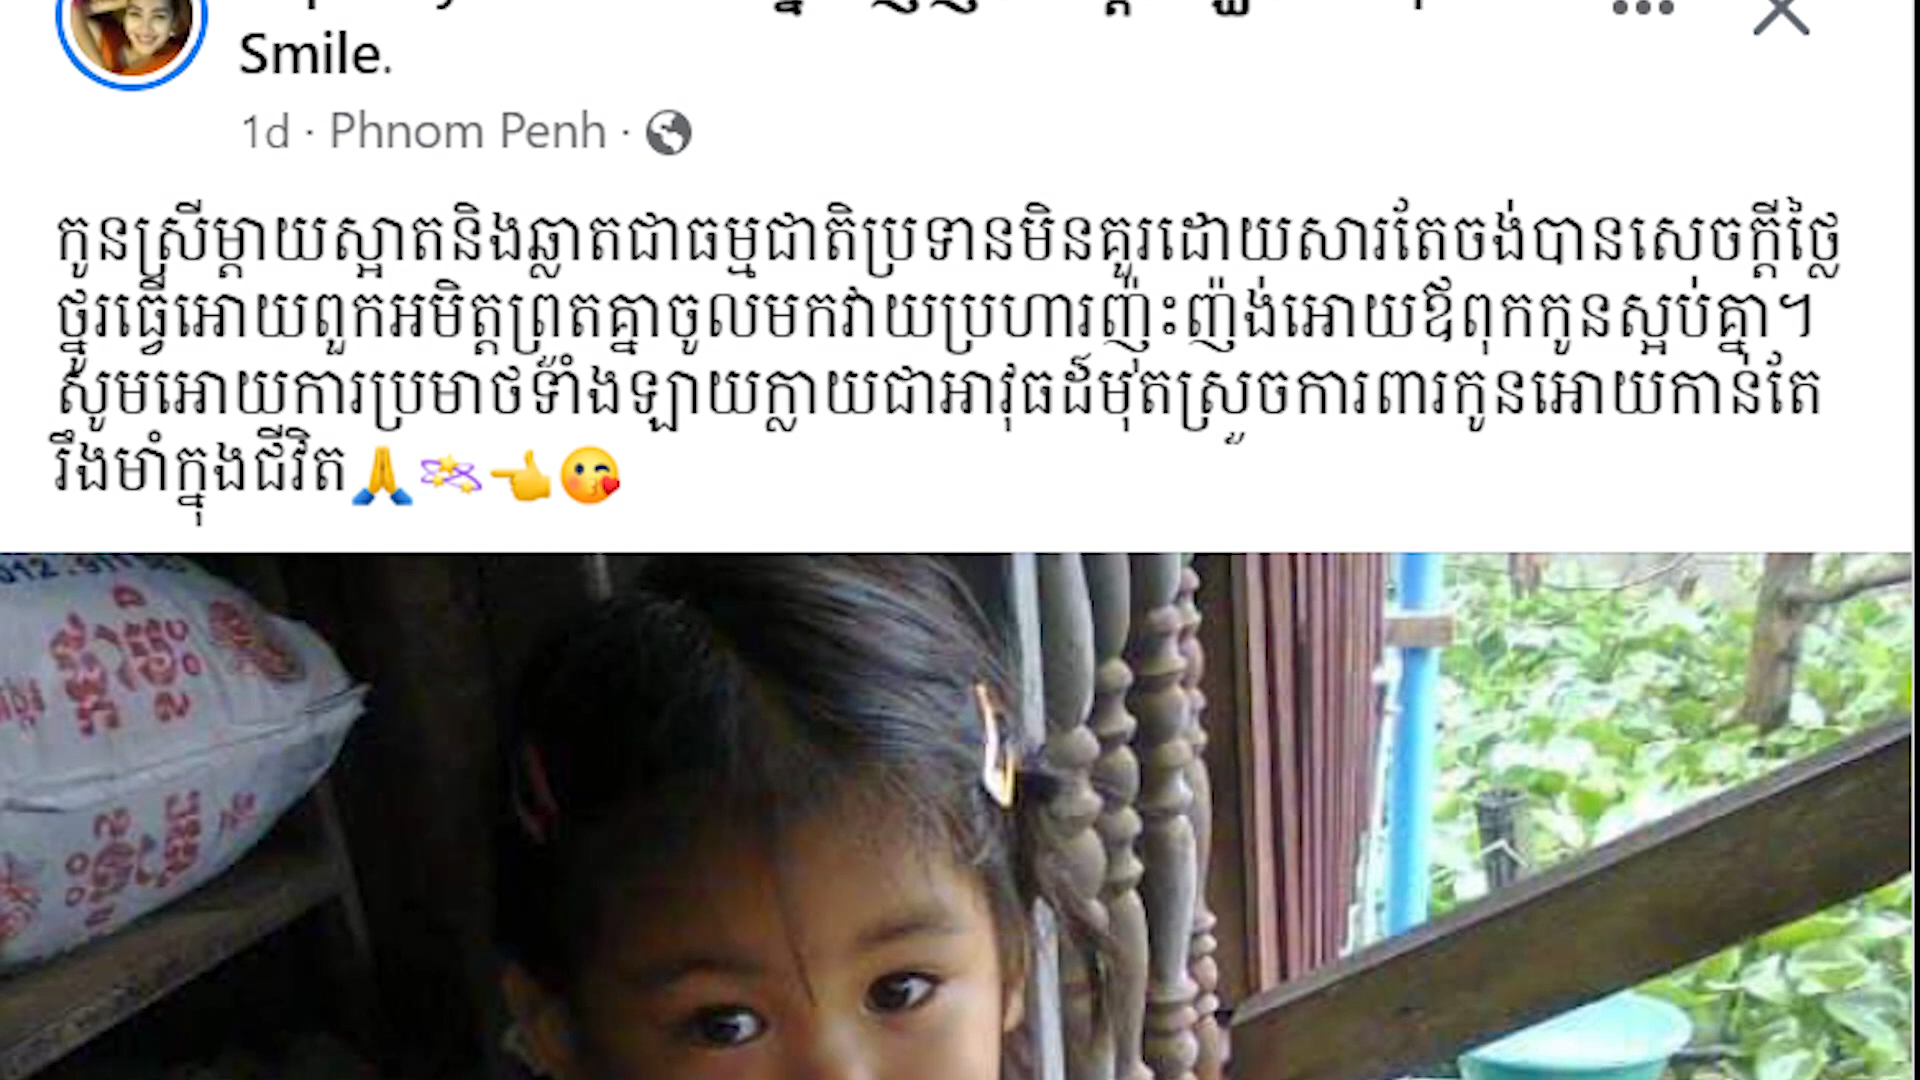 Smile.
1d · Phnom Penh ·
កូនស្រីម្ដាយស្អាតនិងឆ្លាតជាធម្មជាតិប្រទានមិនគួរដោយសារតែចង់បានសេចក្ដីថ្លៃ
ថ្នូរធ្វើអោយពួកអមិត្តព្រួតគ្នាចូលមកវាយប្រហារញុះញ៉ង់អោយឪពុកកូនស្អប់គ្នា។
សូមអោយការប្រមាថទាំងឡាយក្លាយជាអាវុធដ៏មុតស្រួចការពារកូនអោយកាន់តែ
រឹងមាំក្នុងជីវិត🙏💫👈😘